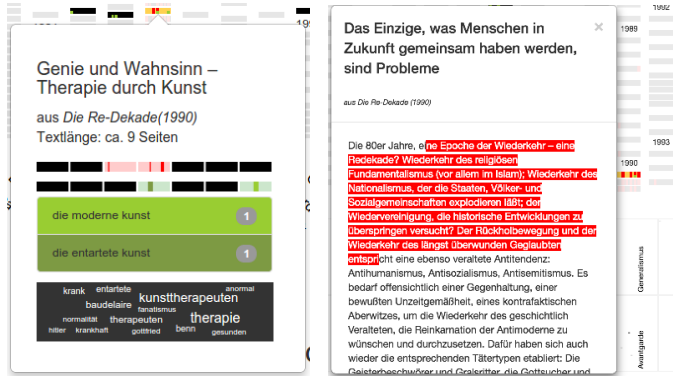 Genie und Wahnsinn –
Therapie durch Kunst
aus Die Re-Dekade(1990)
Textlänge: ca. 9 Seiten
die moderne kunst 1
die entartete kunst 1
krank entartete anormal
kunsttherapeuten
baudelaire fanatismus
normalität therapeuten therapie
hitler krankhaft gottfried benn gesunden
Das Einzige, was Menschen in
Zukunft gemeinsam haben werden,
sind Probleme
×
aus Die Re-Dekade(1990)
Die 80er Jahre, eine Epoche der Wiederkehr – eine
Redekade? Wiederkehr des religiösen
Fundamentalismus (vor allem im Islam); Wiederkehr des
Nationalismus, der die Staaten, Völker- und
Sozialgemeinschaften explodieren läßt; der
Wiedervereinigung, die historische Entwicklungen zu
überspringen versucht? Der Rückholbewegung und der
Wiederkehr des längst überwunden Geglaubten
entspricht eine ebenso veraltete Antitendenz:
Antihumanismus, Antisozialismus, Antisemitismus. Es
bedarf offensichtlich einer Gegenhaltung, einer
bewußten Unzeitgemäßheit, eines kontrafaktischen
Aberwitzes, um die Wiederkehr des geschichtlich
Veralteten, die Reinkarnation der Antimoderne zu
wünschen und durchzusetzen. Dafür haben sich auch
wieder die entsprechenden Tätertypen etabliert: Die
Geisterbeschwörer und Gralsritter, die Gottsucher und
1992
1989
1993
1990
Generalismus
Avantgarde